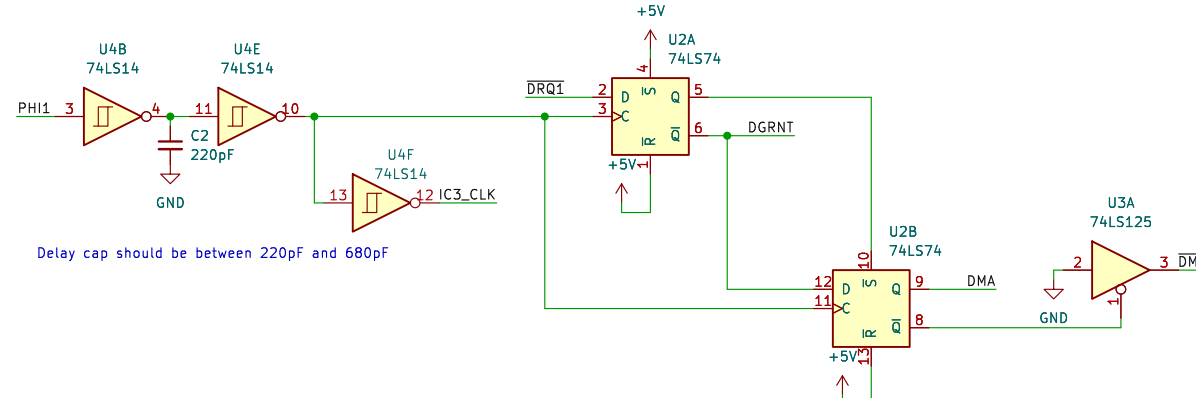 +5V
U2A
74LS74
U4B
74LS14
U4E
74LS14
PHI1
3
4
11
10
C2
220pF
GND
DRQ1
2
3
4
5
6
1
D
C
S
R
Q
Q
DGRNT
+5V
U4F
74LS14
13
12
IC3_CLK
Delay cap should be between 220pF and 680pF
U2B
74LS74
10
12
11
9
8
13
D
C
S
R
Q
Q
DMA
+5V
U3A
74LS125
2
3
1
GND
DM